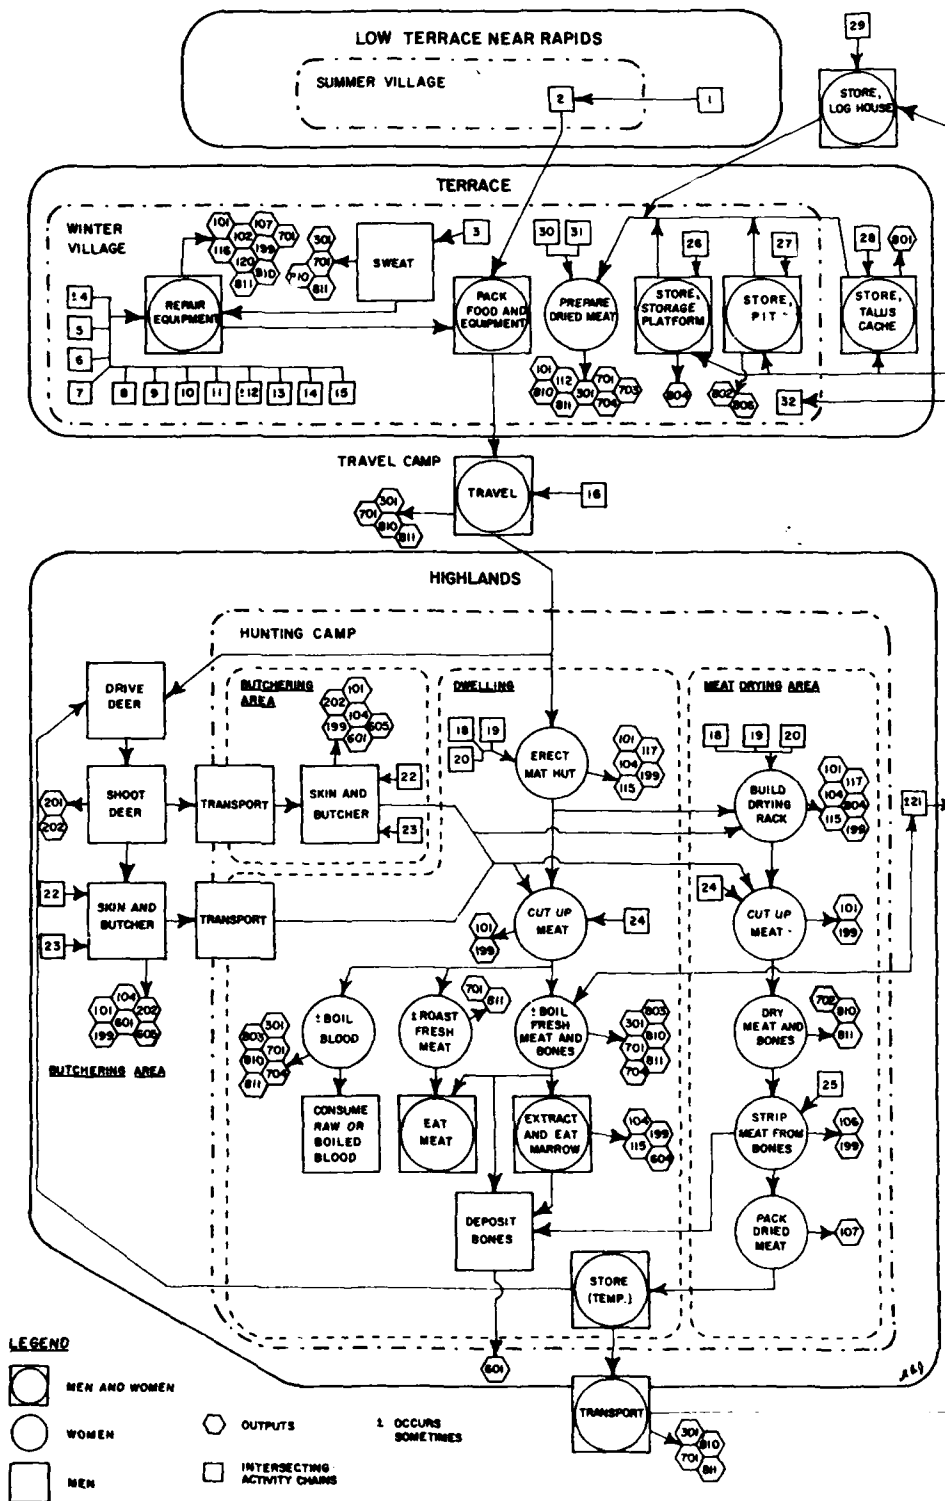 LOW TERRACE NEAR RAPIDS
SUMMER VILLAGE
2
1
29
STORE,
LOG HOUSE
TERRACE
WINTER
VILLAGE
101
107
102
701
116
199
120
810
811
301
701
810
811
SWEAT
3
30
31
26
27
28
801
±4
5
6
7
REPAIR
EQUIPMENT
PACK
FOOD AND
EQUIPMENT
PREPARE
DRIED MEAT
STORE,
STORAGE
PLATFORM
STORE,
PIT
STORE,
TALUS
CACHE
8
9
10
11
±12
13
14
15
101
112
701
703
810
301
811
704
804
802
806
32
TRAVEL CAMP
TRAVEL
16
301
701
810
811
HIGHLANDS
HUNTING CAMP
DRIVE
DEER
BUTCHERING
AREA
DWELLING
MEAT DRYING AREA
101
202
104
199
605
601
18
19
20
ERECT
MAT HUT
101
117
104
199
115
18
19
20
BUILD
DRYING
RACK
101
117
104
804
115
199
±21
201
202
SHOOT
DEER
TRANSPORT
SKIN AND
BUTCHER
22
23
22
23
SKIN AND
BUTCHER
TRANSPORT
CUT UP
MEAT
24
101
199
24
CUT UP
MEAT
101
199
104
101
202
601
199
605
BUTCHERING AREA
± BOIL
BLOOD
301
803
701
810
704
811
± ROAST
FRESH
MEAT
701
811
± BOIL
FRESH
MEAT AND
BONES
803
301
810
701
811
704
DRY
MEAT AND
BONES
702
810
811
CONSUME
RAW OR
BOILED
BLOOD
EAT
MEAT
EXTRACT
AND EAT
MARROW
104
199
115
604
25
STRIP
MEAT FROM
BONES
106
199
DEPOSIT
BONES
PACK
DRIED
MEAT
107
STORE
(TEMP.)
601
TRANSPORT
301
810
701
811
LEGEND
MEN AND WOMEN
WOMEN
MEN
OUTPUTS
INTERSECTING
ACTIVITY CHAINS
± OCCURS
SOMETIMES